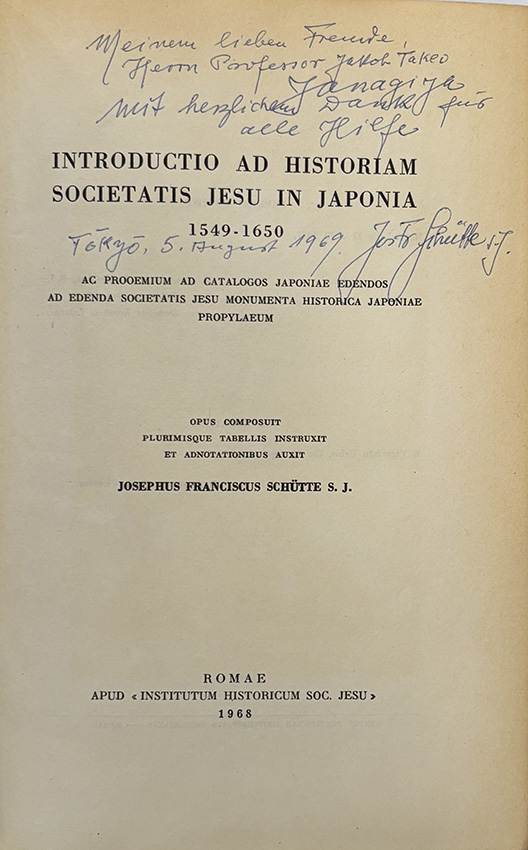 Meinem lieben Freunde,
Herrn Professor Jakob Takeo
Yanagiya
mit herzlichem Dank für
alle Hilfe
INTRODUCTIO AD HISTORIAM
SOCIETATIS JESU IN JAPONIA
1549-1650
Tōkyō, 5. August 1969. Jos Fr Schütte S.J.
AC PROOEMIUM AD CATALOGOS JAPONIAE EDENDOS
AD EDENDA SOCIETATIS JESU MONUMENTA HISTORICA JAPONIAE
PROPYLAEUM
OPUS COMPOSUIT
PLURIMISQUE TABELLIS INSTRUXIT
ET ADNOTATIONIBUS AUXIT
JOSEPHUS FRANCISCUS SCHÜTTE S. J.
ROMAE
APUD « INSTITUTUM HISTORICUM SOC. JESU »
1968